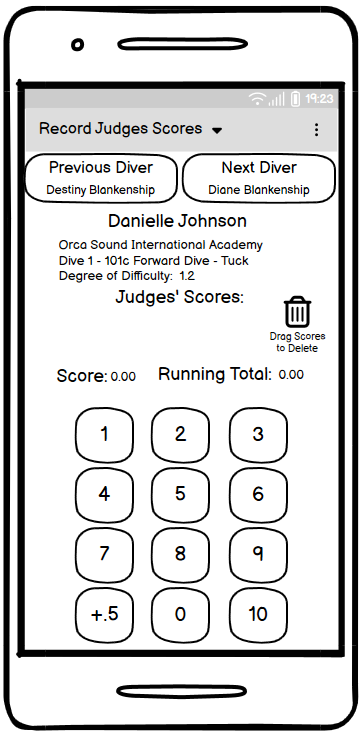 19:23
Record Judges Scores
Previous Diver
Destiny Blankenship
Next Diver
Diane Blankenship
Danielle Johnson
Orca Sound International Academy
Dive 1 - 101c Forward Dive - Tuck
Degree of Difficulty: 1.2
Judges' Scores:
Drag Scores
to Delete
Score: 0.00
Running Total: 0.00
1 2 3
4 5 6
7 8 9
+.5 0 10